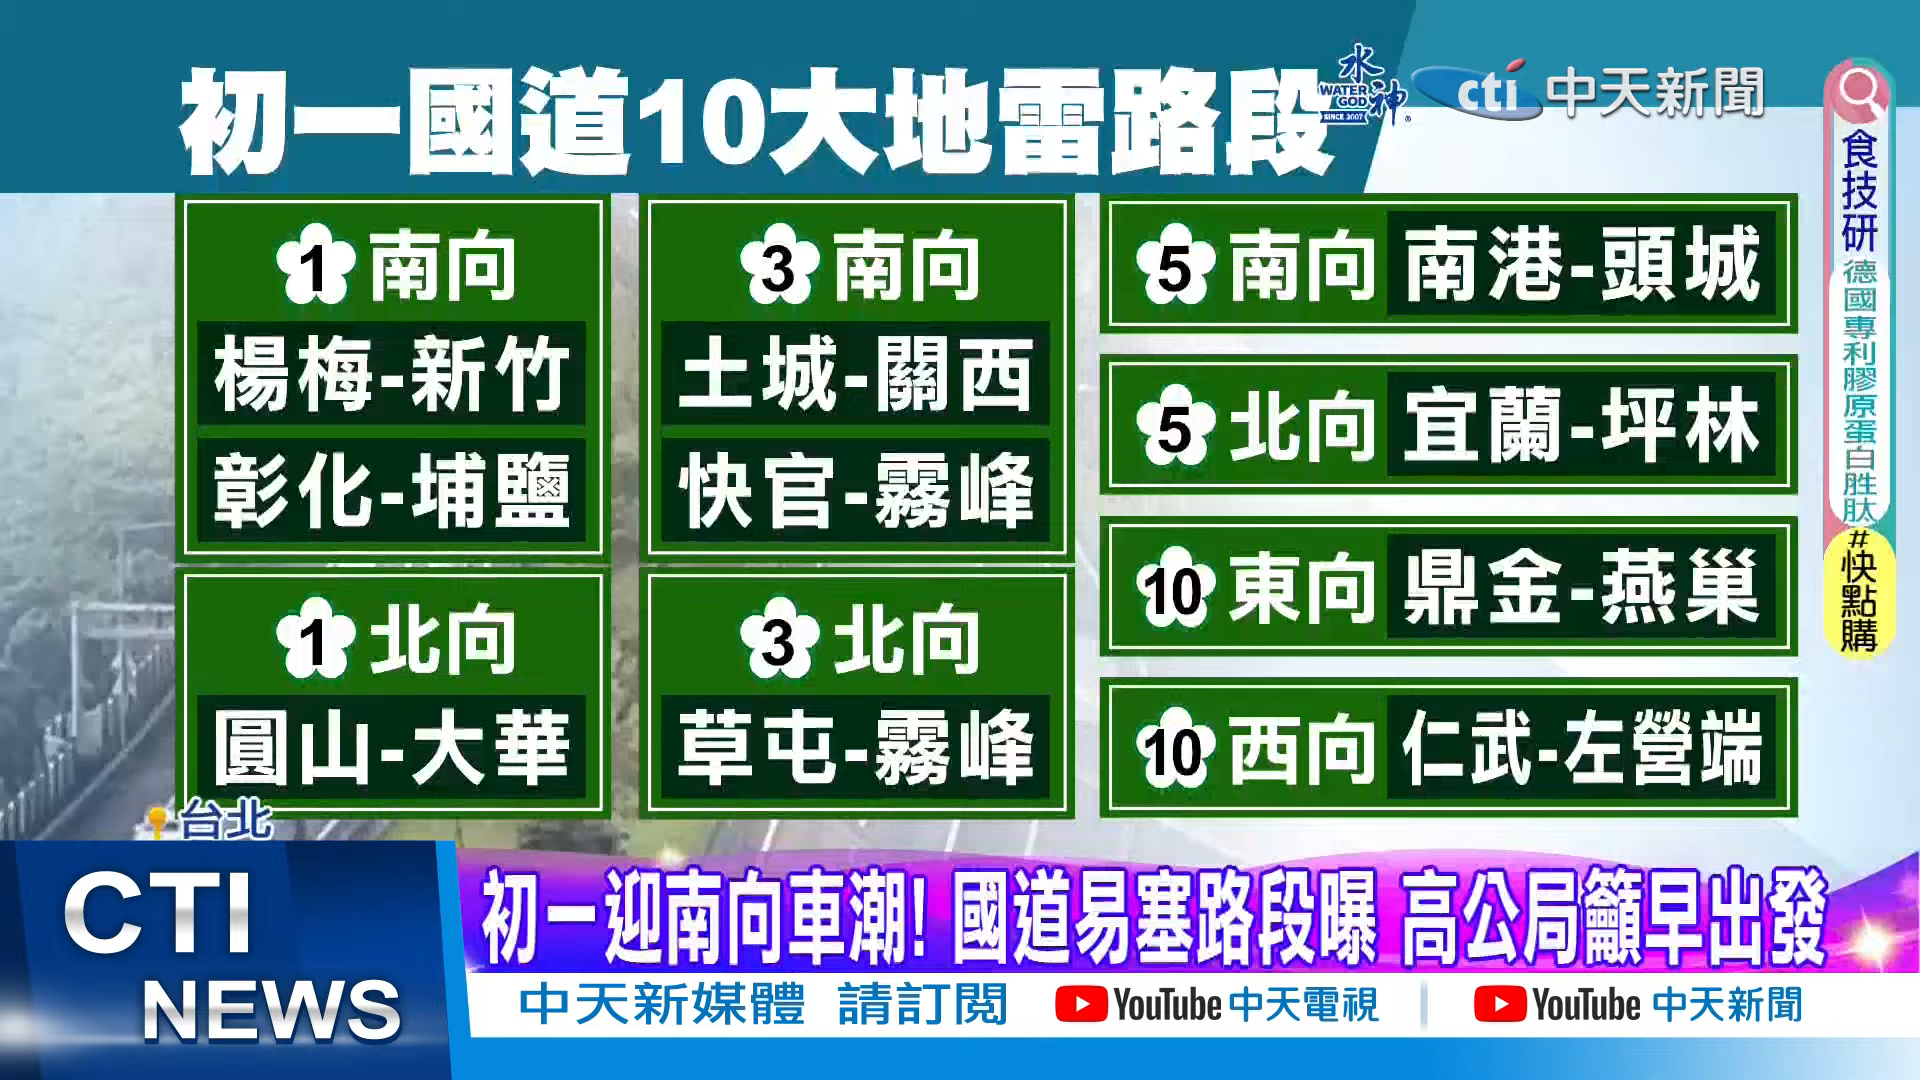 初一國道10大地雷路段
水神
WATER GOD
SINCE 2007
cti 中天新聞
1 南向
楊梅-新竹
彰化-埔鹽
1 北向
圓山-大華
3 南向
土城-關西
快官-霧峰
3 北向
草屯-霧峰
5 南向 南港-頭城
5 北向 宜蘭-坪林
10 東向 鼎金-燕巢
10 西向 仁武-左營端
食技研
德國專利膠原蛋白胜肽
#快點購
台北
CTI NEWS
初一迎南向車潮! 國道易塞路段曝 高公局籲早出發
中天新媒體 請訂閱 YouTube 中天電視 | YouTube 中天新聞